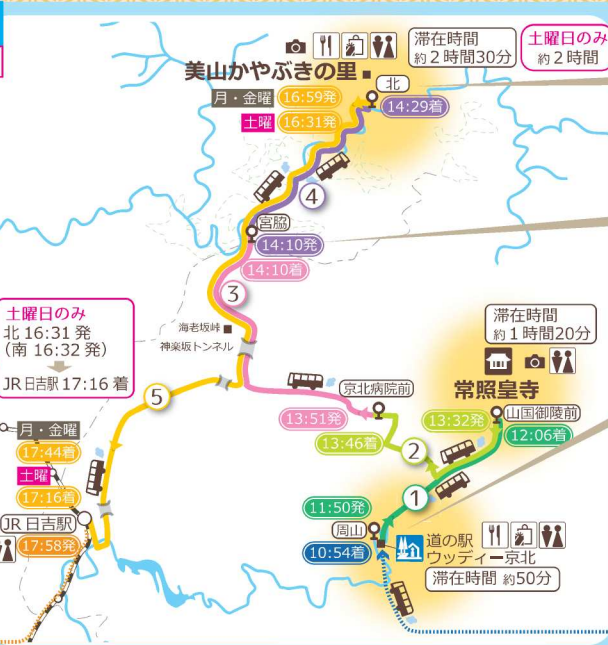 滞在時間
約2時間30分
土曜日のみ
約2時間
美山かやぶきの里
北
月・金曜
16:59発
14:29着
土曜
16:31発
④
宮脇
14:10発
14:10着
③
土曜日のみ
北 16:31 発
（南 16:32 発）
JR日吉駅 17:16 着
海老坂峠
神楽坂トンネル
滞在時間
約1時間20分
常照皇寺
⑤
京北病院前
山国御陵前
13:51発
13:32発
12:06着
13:46着
②
月・金曜
17:44着
土曜
17:16着
①
11:50発
JR日吉駅
周山
道の駅
ウッディー京北
17:58発
10:54着
滞在時間 約50分